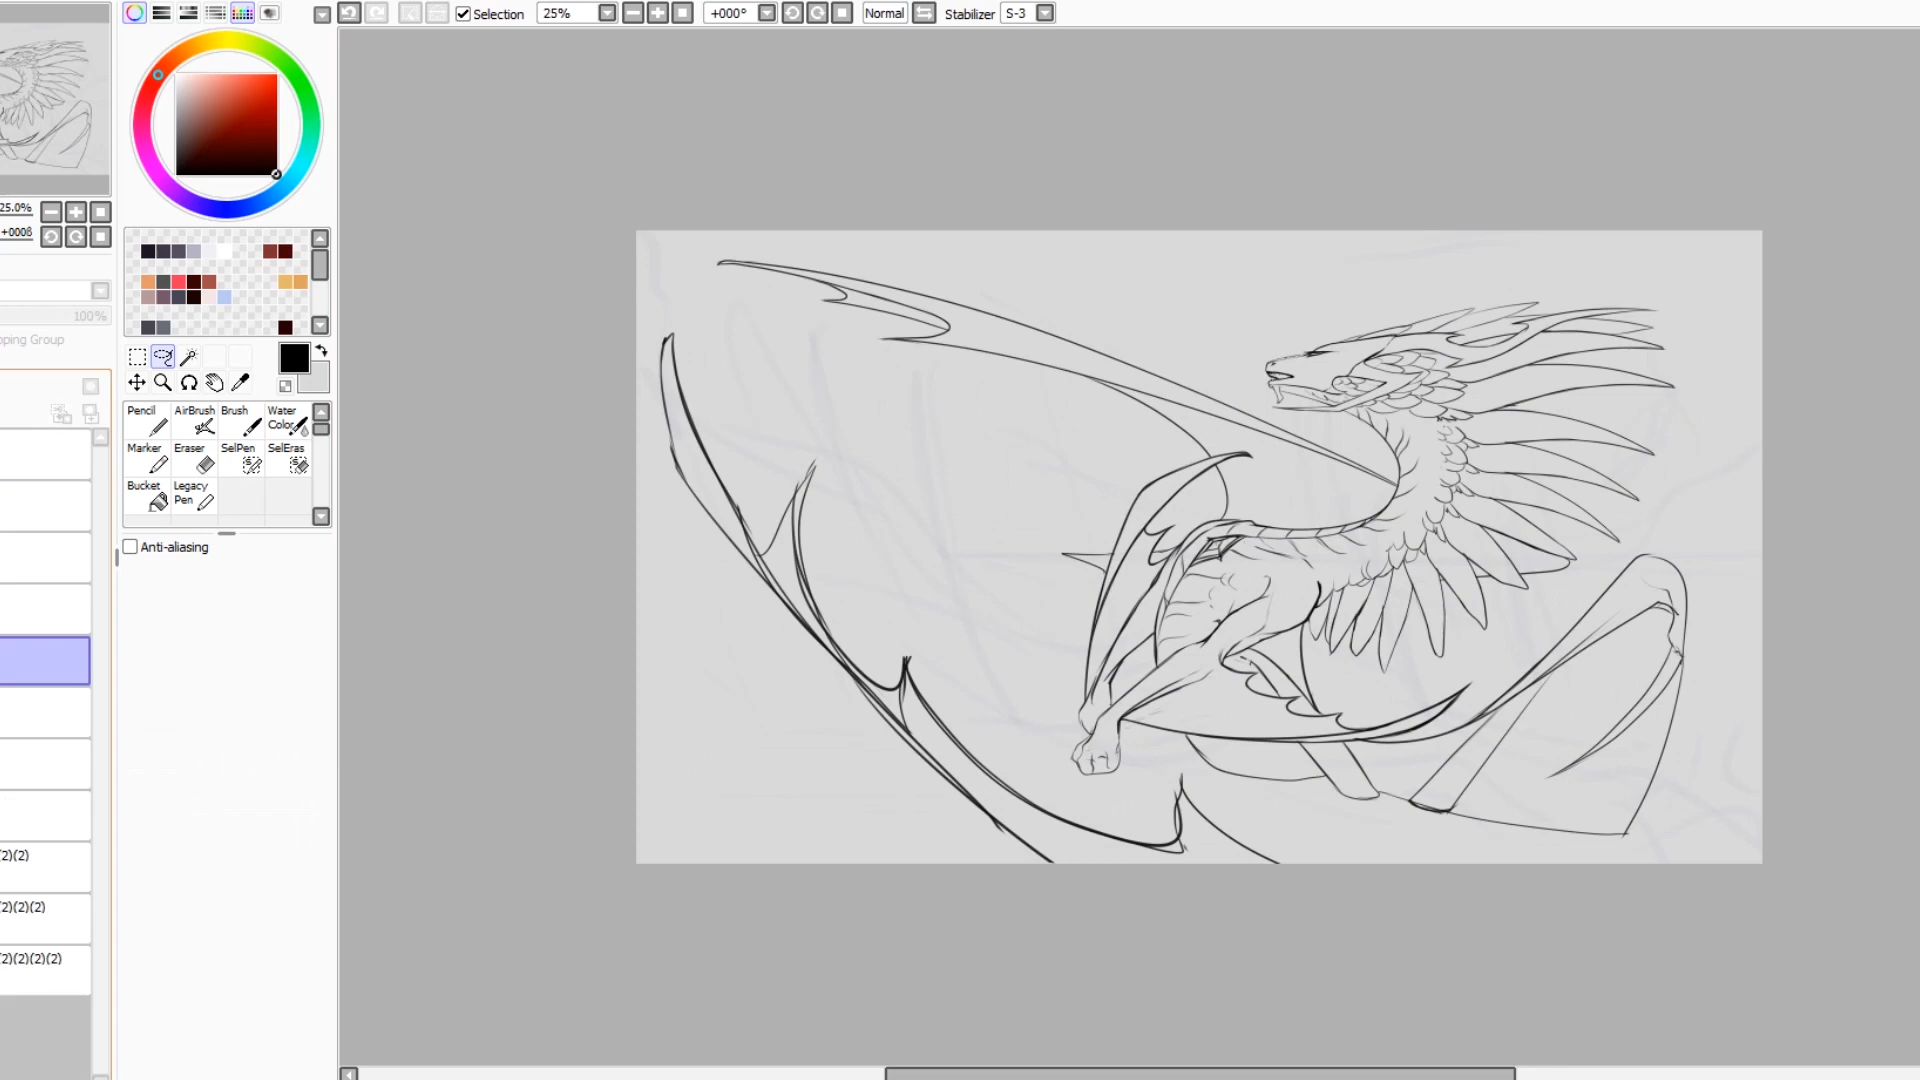 Selection 25% +000° Normal Stabilizer S-3
25.0%
+000ß
100%
pping Group
Pencil AirBrush Brush Water Color
Marker Eraser SelPen SelEras
Bucket Legacy Pen
Anti-aliasing
(2)(2)
(2)(2)(2)
(2)(2)(2)(2)